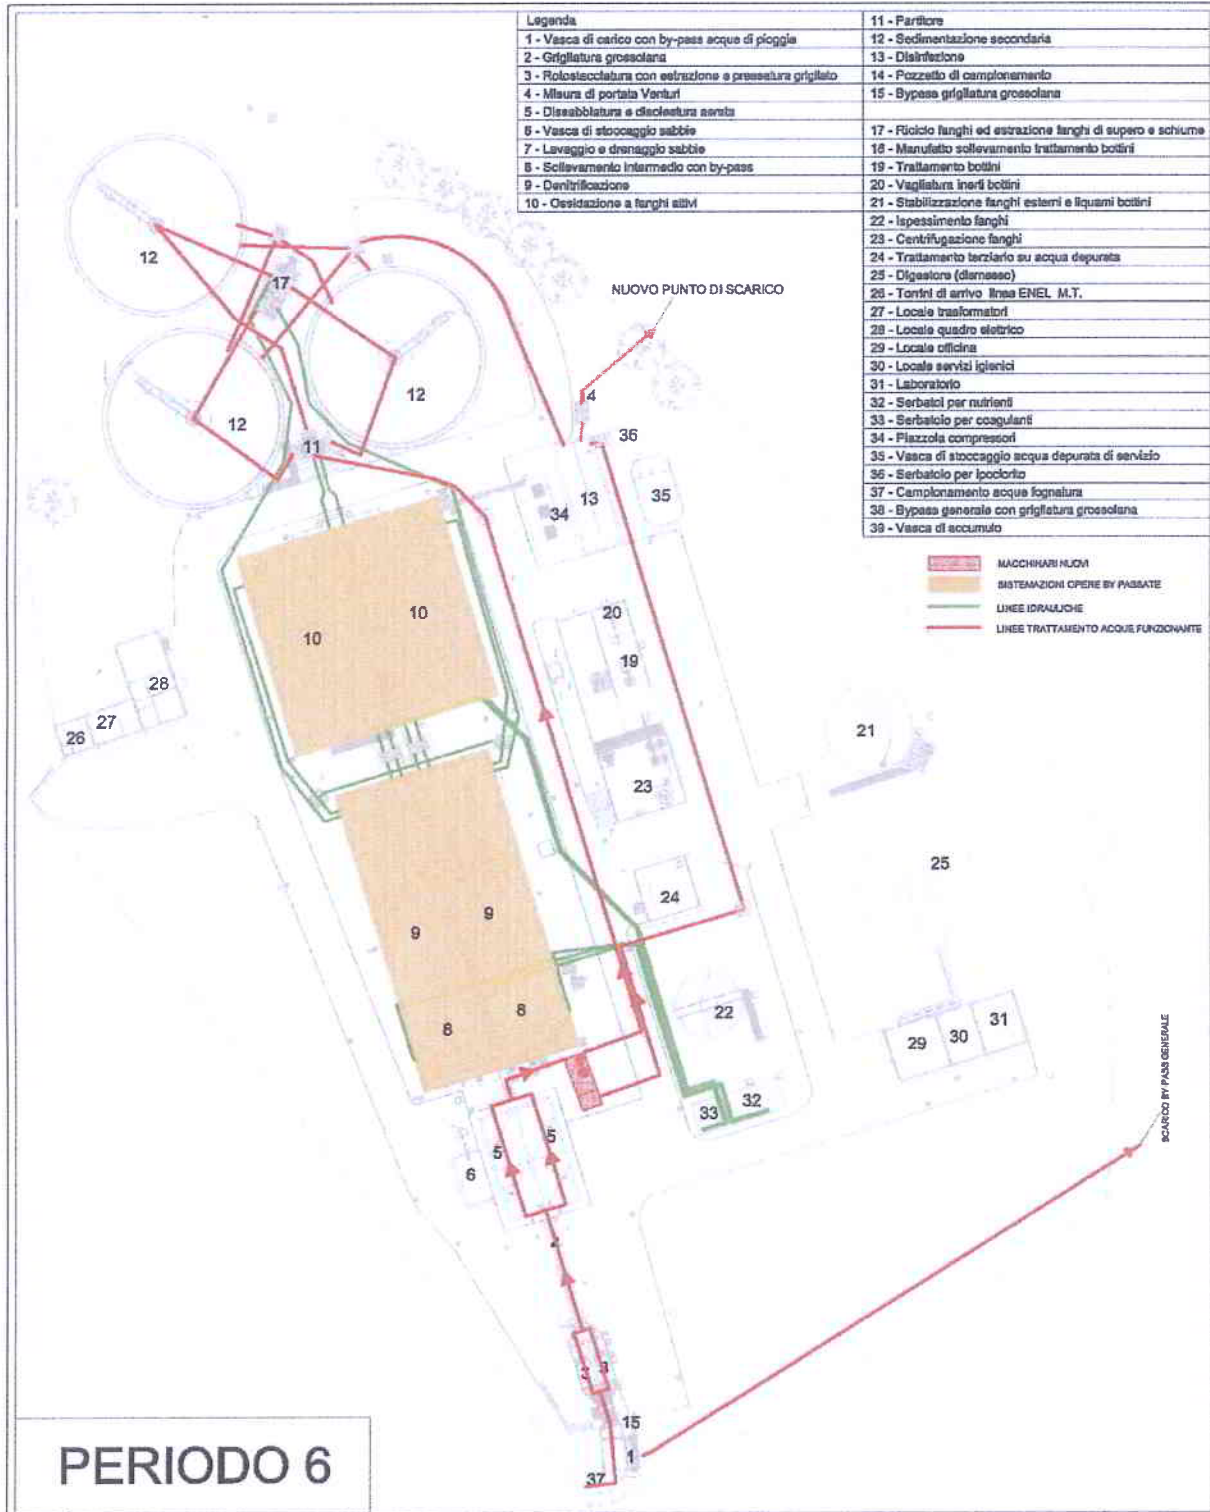 Legenda
1 - Vasca di carico con by-pass acque di pioggia
2 - Grigliatura grossolana
3 - Rotostacciatura con estrazione e pressatura grigliato
4 - Misura di portata Venturi
5 - Dissabbiatura e disoleatura aerata
6 - Vasca di stoccaggio sabbie
7 - Lavaggio e drenaggio sabbie
8 - Sollevamento intermedio con by-pass
9 - Denitrificazione
10 - Ossidazione a fanghi attivi
11 - Partitore
12 - Sedimentazione secondaria
13 - Disinfezione
14 - Pozzetto di campionamento
15 - Bypass grigliatura grossolana
17 - Riciclo fanghi ed estrazione fanghi di supero e schiume
18 - Manufatto sollevamento trattamento bottini
19 - Trattamento bottini
20 - Vagliatura inerti bottini
21 - Stabilizzazione fanghi esterni e liquami bottini
22 - Ispessimento fanghi
23 - Centrifugazione fanghi
24 - Trattamento terziario su acqua depurata
25 - Digestore (dismesso)
26 - Torrini di arrivo linea ENEL M.T.
27 - Locale trasformatori
28 - Locale quadro elettrico
29 - Locale officina
30 - Locale servizi igienici
31 - Laboratorio
32 - Serbatoi per nutrienti
33 - Serbatoio per coagulanti
34 - Piazzola compressori
35 - Vasca di stoccaggio acqua depurata di servizio
36 - Serbatoio per ipoclorito
37 - Campionamento acque fognatura
38 - Bypass generale con grigliatura grossolana
39 - Vasca di accumulo
MACCHINARI NUOVI
SISTEMAZIONI OPERE BY PASSATE
LINEE IDRAULICHE
LINEE TRATTAMENTO ACQUE FUNZIONANTE
NUOVO PUNTO DI SCARICO
12
17
12
12
4
36
11
34
13
35
10
10
20
19
28
27
26
21
23
25
24
9
9
8
8
22
29
30
31
33
32
5
5
6
SCARICO BY PASS GENERALE
2
3
15
1
37
PERIODO 6